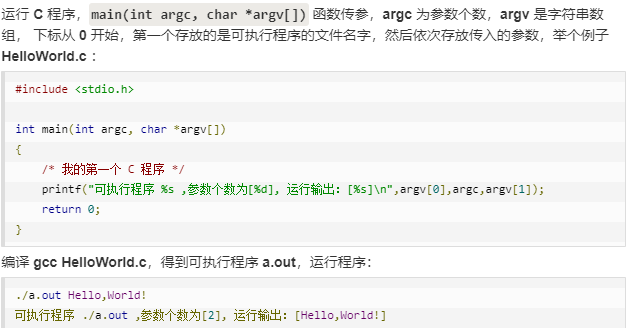 运行 C 程序，main(int argc, char *argv[]) 函数传参，argc 为参数个数，argv 是字符串数
组， 下标从 0 开始，第一个存放的是可执行程序的文件名字，然后依次存放传入的参数，举个例子
HelloWorld.c ：
#include <stdio.h>
int main(int argc, char *argv[])
{
/* 我的第一个 C 程序 */
printf("可执行程序 %s ,参数个数为[%d], 运行输出：[%s]\n",argv[0],argc,argv[1]);
return 0;
}
编译 gcc HelloWorld.c，得到可执行程序 a.out，运行程序：
./a.out Hello,World!
可执行程序 ./a.out ,参数个数为[2], 运行输出：[Hello,World!]